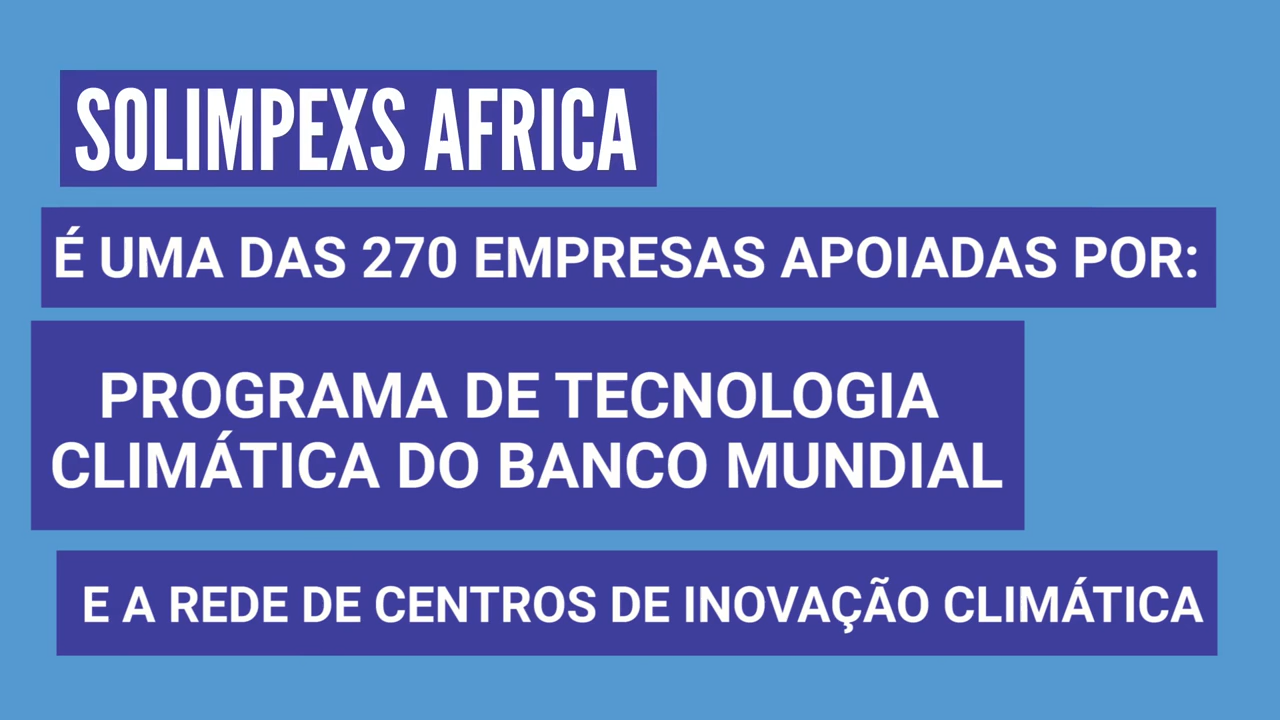 SOLIMPEXS AFRICA
É UMA DAS 270 EMPRESAS APOIADAS POR:
PROGRAMA DE TECNOLOGIA
CLIMÁTICA DO BANCO MUNDIAL
E A REDE DE CENTROS DE INOVAÇÃO CLIMÁTICA